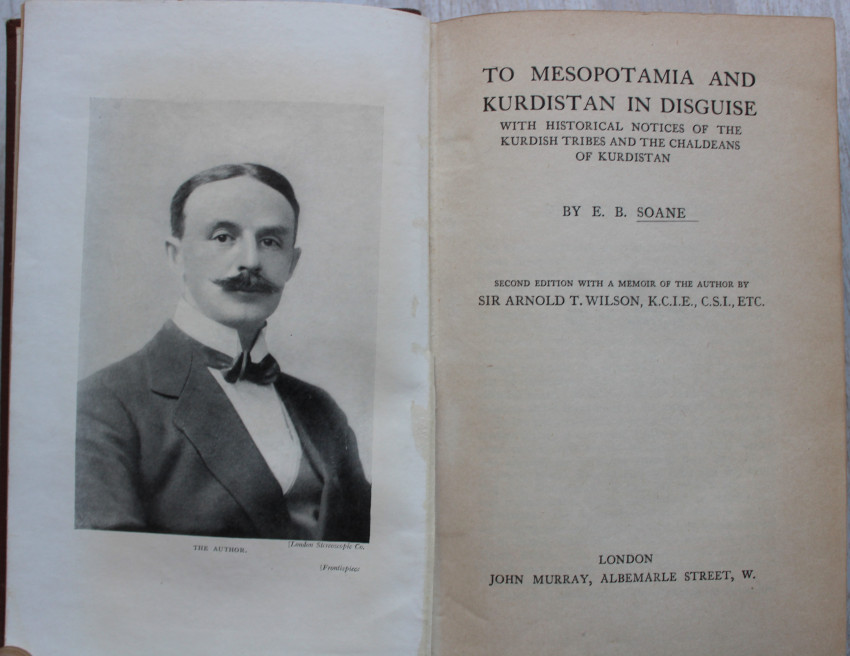 THE AUTHOR.
[London Stereoscopic Co.
[Frontispiece
TO MESOPOTAMIA AND
KURDISTAN IN DISGUISE
WITH HISTORICAL NOTICES OF THE
KURDISH TRIBES AND THE CHALDEANS
OF KURDISTAN
BY E. B. SOANE
SECOND EDITION WITH A MEMOIR OF THE AUTHOR BY
SIR ARNOLD T. WILSON, K.C.I.E., C.S.I., ETC.
LONDON
JOHN MURRAY, ALBEMARLE STREET, W.